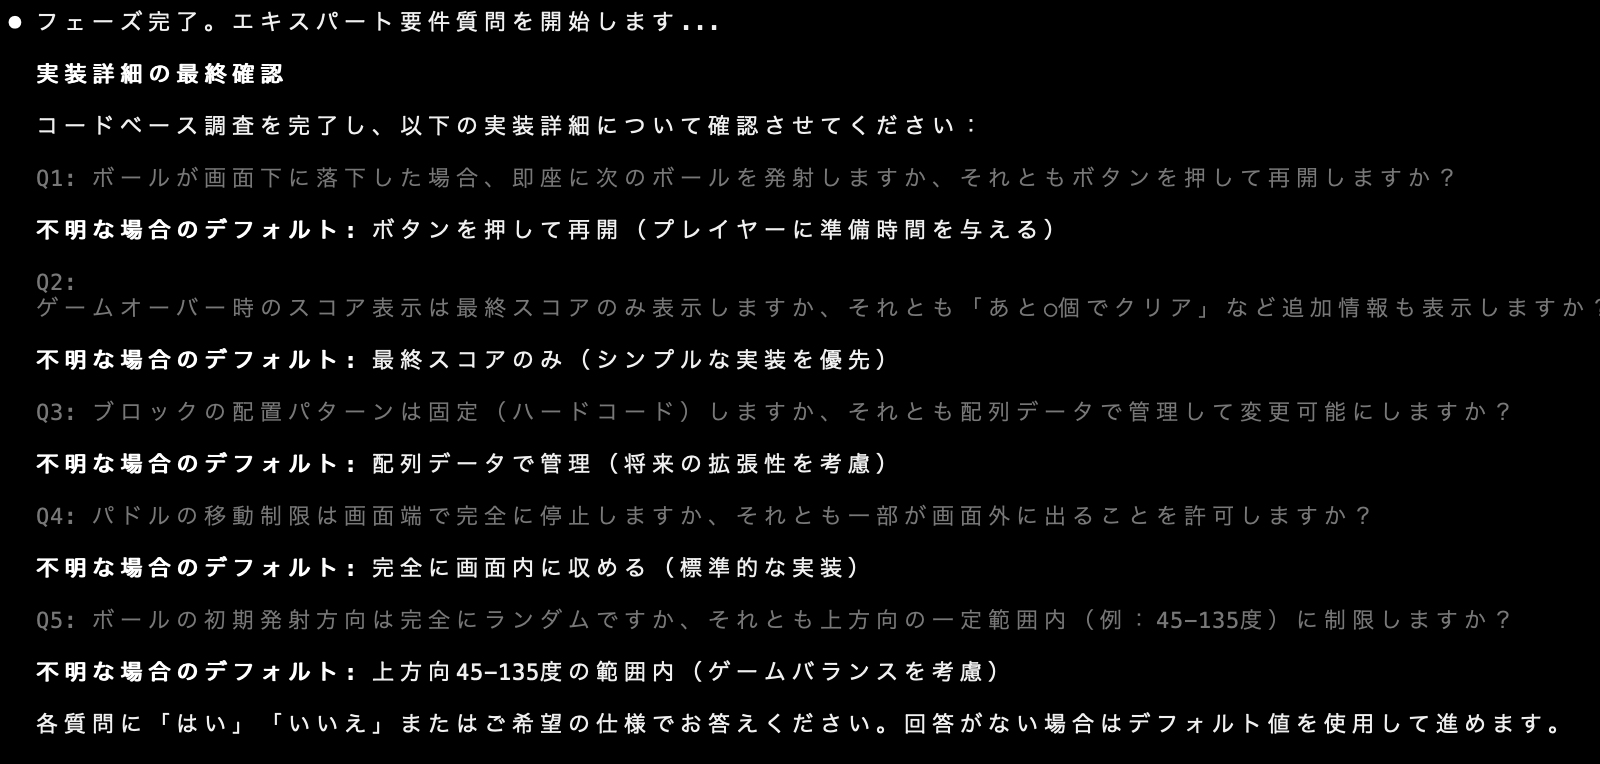 ● フェーズ完了。エキスパート要件質問を開始します...
実装詳細の最終確認
コードベース調査を完了し、以下の実装詳細について確認させてください：
Q1: ボールが画面下に落下した場合、即座に次のボールを発射しますか、それともボタンを押して再開しますか？
不明な場合のデフォルト: ボタンを押して再開（プレイヤーに準備時間を与える）
Q2:
ゲームオーバー時のスコア表示は最終スコアのみ表示しますか、それとも「あと○個でクリア」など追加情報も表示しますか？
不明な場合のデフォルト: 最終スコアのみ（シンプルな実装を優先）
Q3: ブロックの配置パターンは固定（ハードコード）しますか、それとも配列データで管理して変更可能にしますか？
不明な場合のデフォルト: 配列データで管理（将来の拡張性を考慮）
Q4: パドルの移動制限は画面端で完全に停止しますか、それとも一部が画面外に出ることを許可しますか？
不明な場合のデフォルト: 完全に画面内に収める（標準的な実装）
Q5: ボールの初期発射方向は完全にランダムですか、それとも上方向の一定範囲内（例：45-135度）に制限しますか？
不明な場合のデフォルト: 上方向45-135度の範囲内（ゲームバランスを考慮）
各質問に「はい」「いいえ」またはご希望の仕様でお答えください。回答がない場合はデフォルト値を使用して進めます。